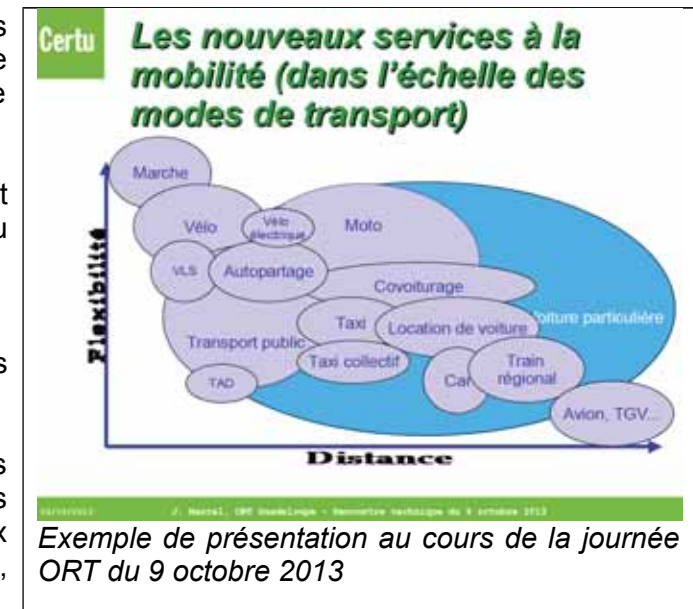 s
e
e
t
u
s
s
s
x
,
Certu
Les nouveaux services à la
mobilité (dans l'échelle des
modes de transport)
Marche
Vélo
Vélo
électrique
Moto
VLS
Autopartage
Covoiturage
Taxi
Location de voiture
Voiture particulière
Transport public
Taxi collectif
TAD
Car
Train
régional
Avion, TGV...
Flexibilité
Distance
J. Mastel, ORT Guadeloupe - Rencontre technique du 9 octobre 2013
Exemple de présentation au cours de la journée
ORT du 9 octobre 2013